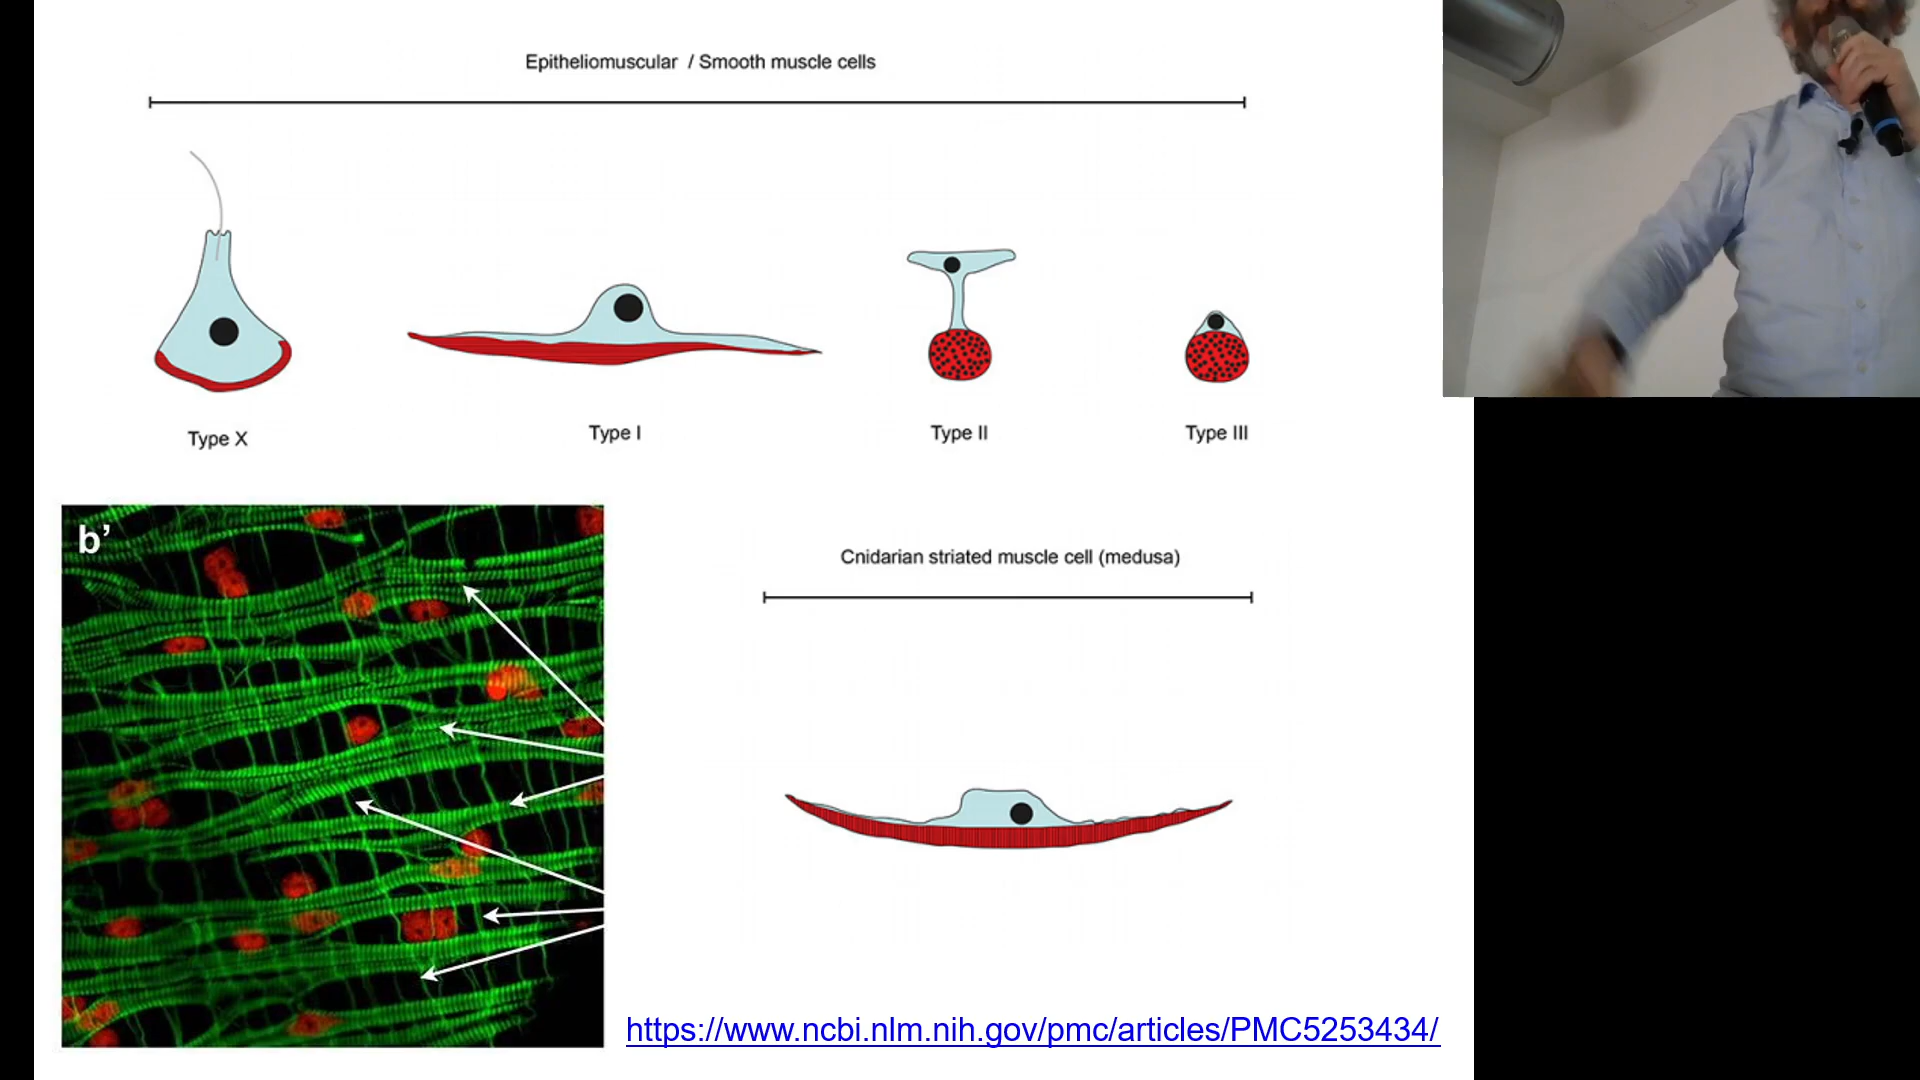 Epitheliomuscular / Smooth muscle cells
Type X
Type I
Type II
Type III
b’
Cnidarian striated muscle cell (medusa)
https://www.ncbi.nlm.nih.gov/pmc/articles/PMC5253434/